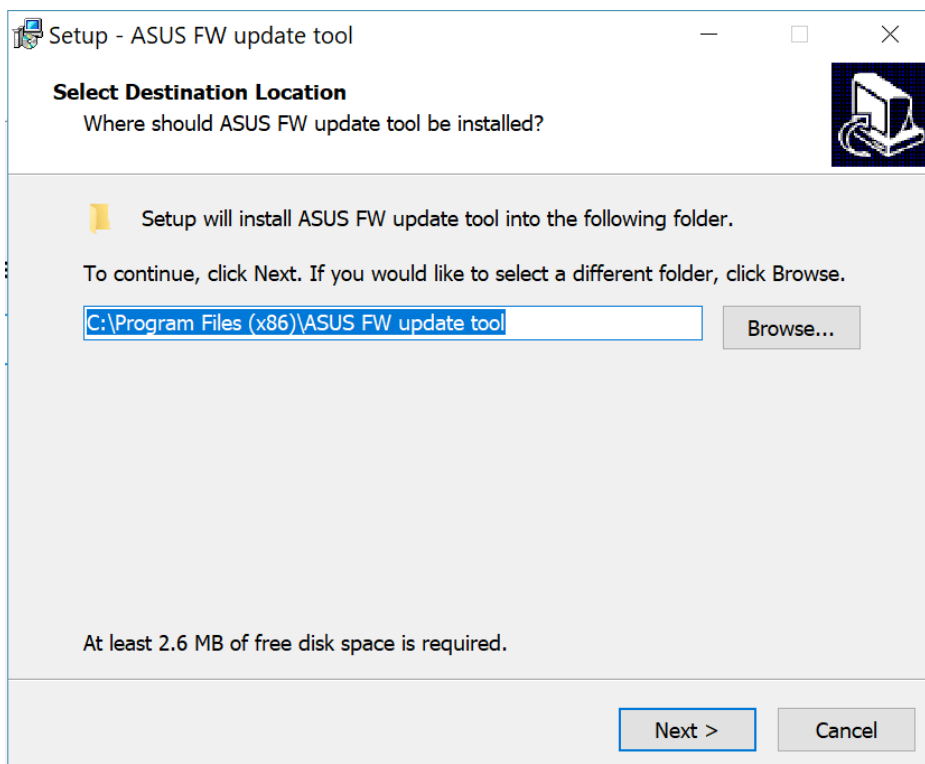 Setup - ASUS FW update tool
Select Destination Location
Where should ASUS FW update tool be installed?
Setup will install ASUS FW update tool into the following folder.
To continue, click Next. If you would like to select a different folder, click Browse.
C:\Program Files (x86)\ASUS FW update tool
Browse...
At least 2.6 MB of free disk space is required.
Next >
Cancel